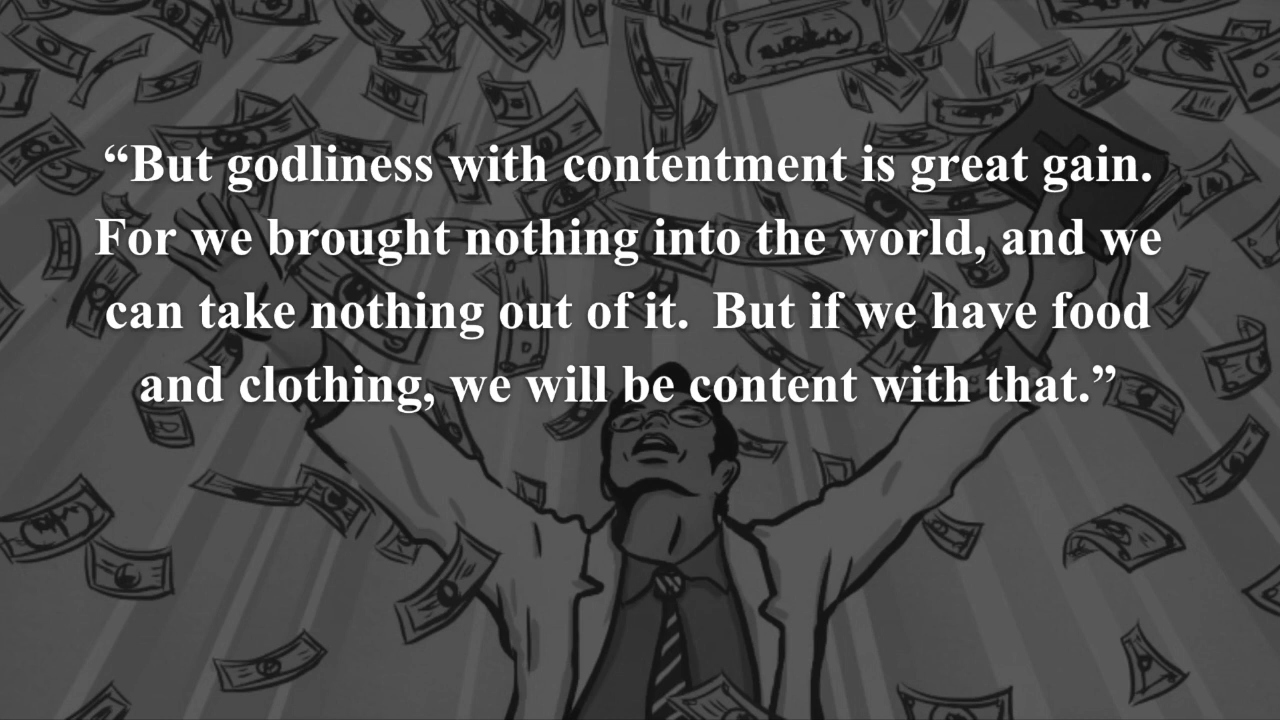 “But godliness with contentment is great gain.
For we brought nothing into the world, and we
can take nothing out of it.  But if we have food
and clothing, we will be content with that.”